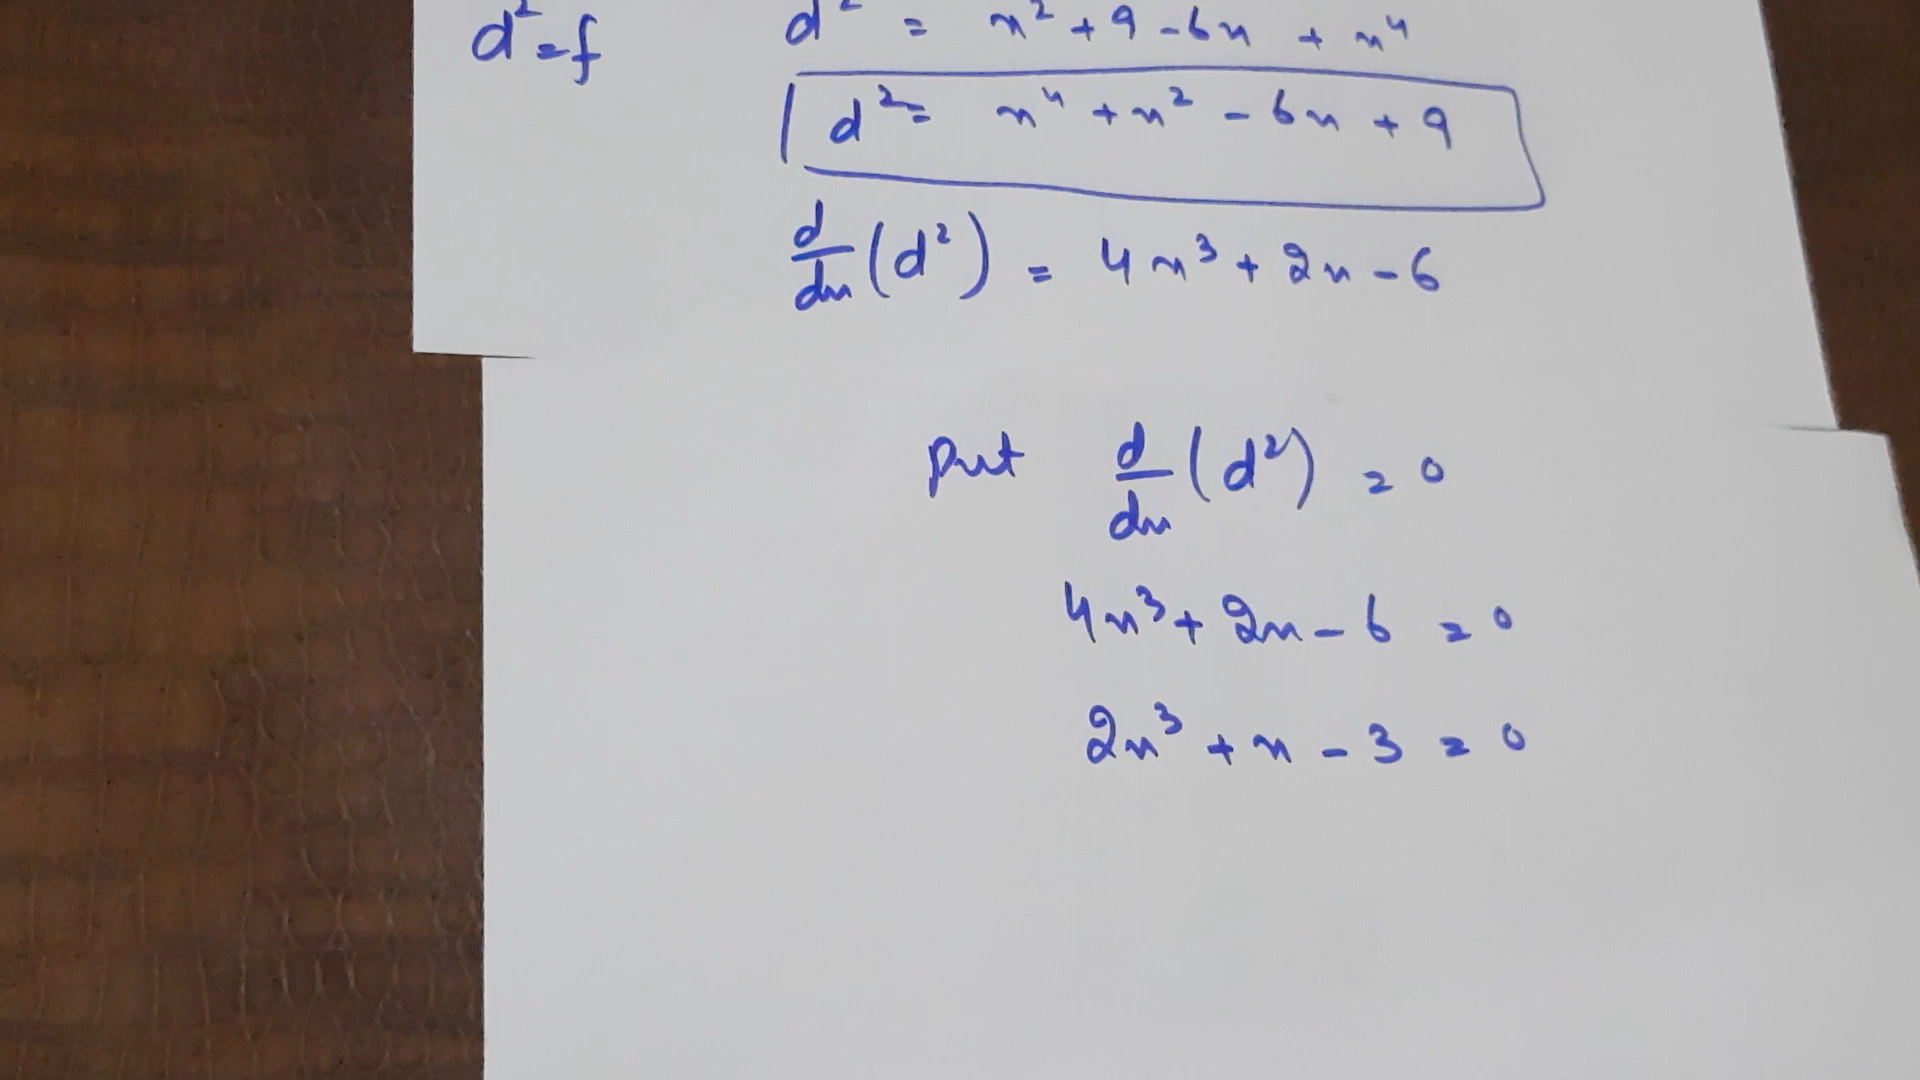 d² = f
d² = x² + 9 - 6x + x⁴
d² = x⁴ + x² - 6x + 9
d/dx (d²) = 4x³ + 2x - 6
Put d/dx (d²) = 0
4x³ + 2x - 6 = 0
2x³ + x - 3 = 0